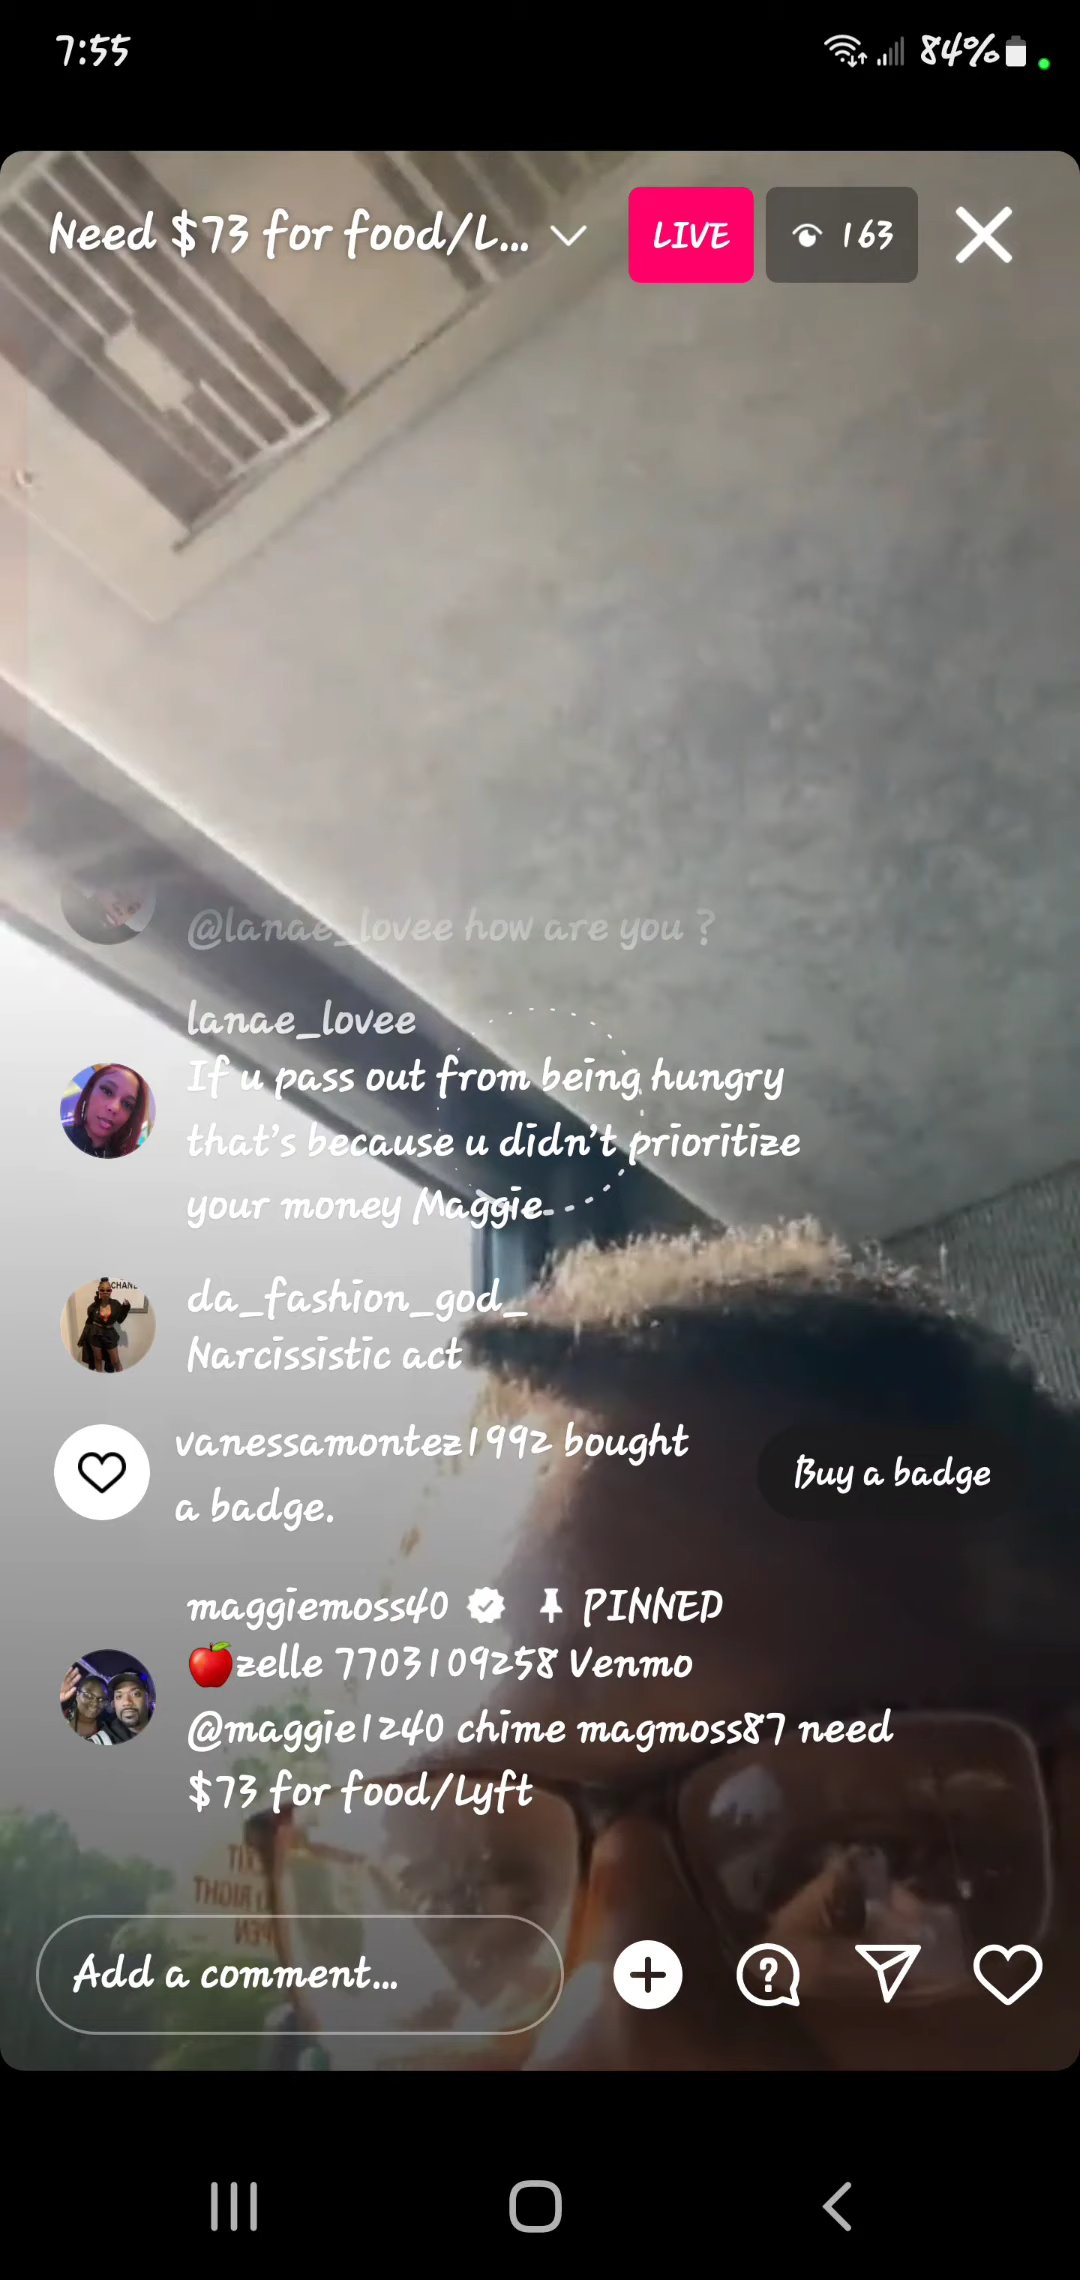 7:55
84%
Need $73 for food/L...
LIVE
163
@lanae_lovee how are you ?
lanae_lovee
If u pass out from being hungry
that's because u didn't prioritize
your money Maggie
CHANE
da_fashion_god_
Narcissistic act
vanessamontez1992 bought
a badge.
Buy a badge
maggiemoss40 PINNED
🍎zelle 7703109258 Venmo
@maggie1240 chime magmoss87 need
$73 for food/Lyft
RIGHT
Add a comment...